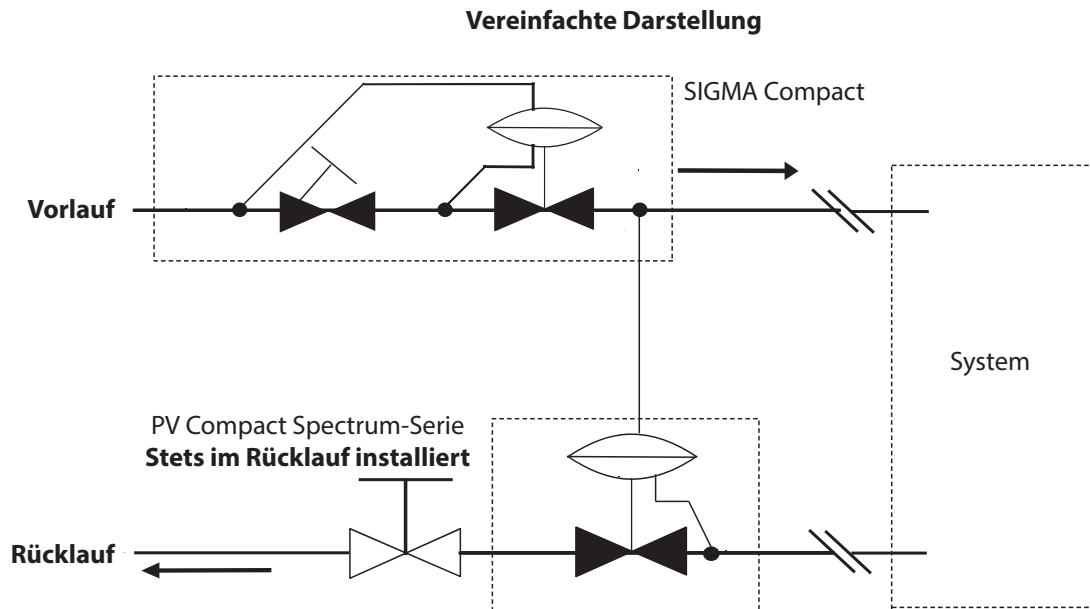 Vereinfachte Darstellung
SIGMA Compact
Vorlauf
System
PV Compact Spectrum-Serie
Stets im Rücklauf installiert
Rücklauf